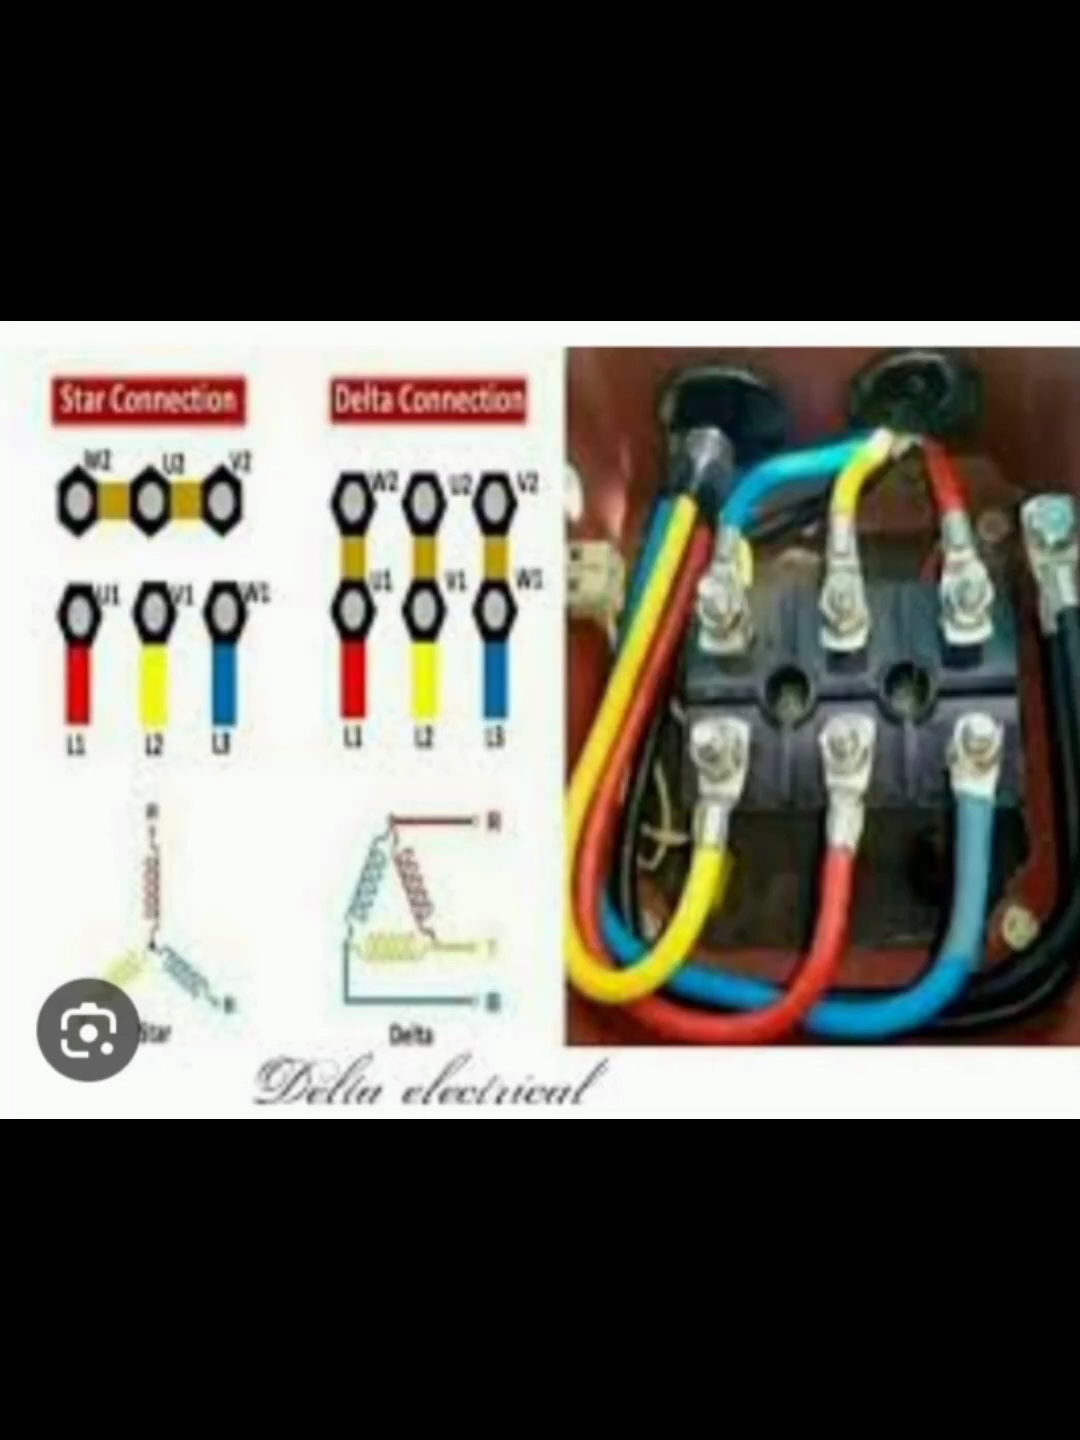 Star Connection
W2 U2 V2
U1 V1 W1
L1 L2 L3
R
B
Star
Delta Connection
W2 U2 V2
U1 V1 W1
L1 L2 L3
R
B
Delta
Delta electrical